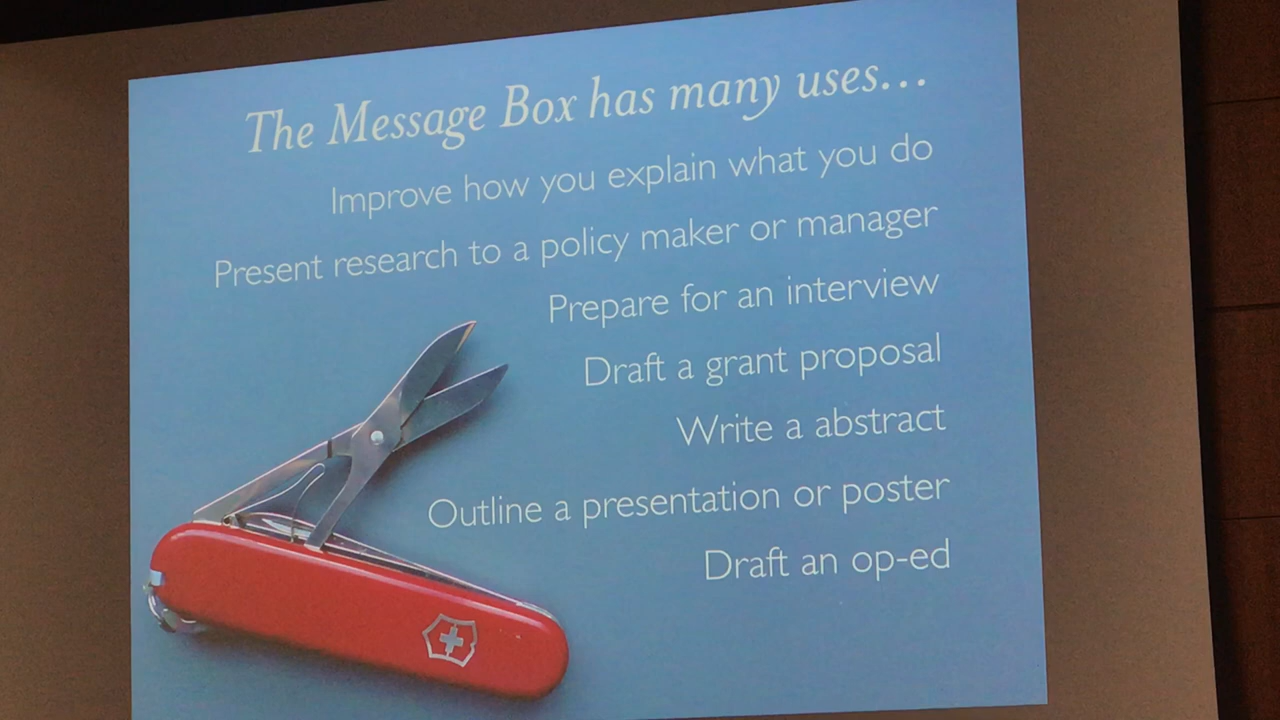 The Message Box has many uses...
Improve how you explain what you do
Present research to a policy maker or manager
Prepare for an interview
Draft a grant proposal
Write a abstract
Outline a presentation or poster
Draft an op-ed